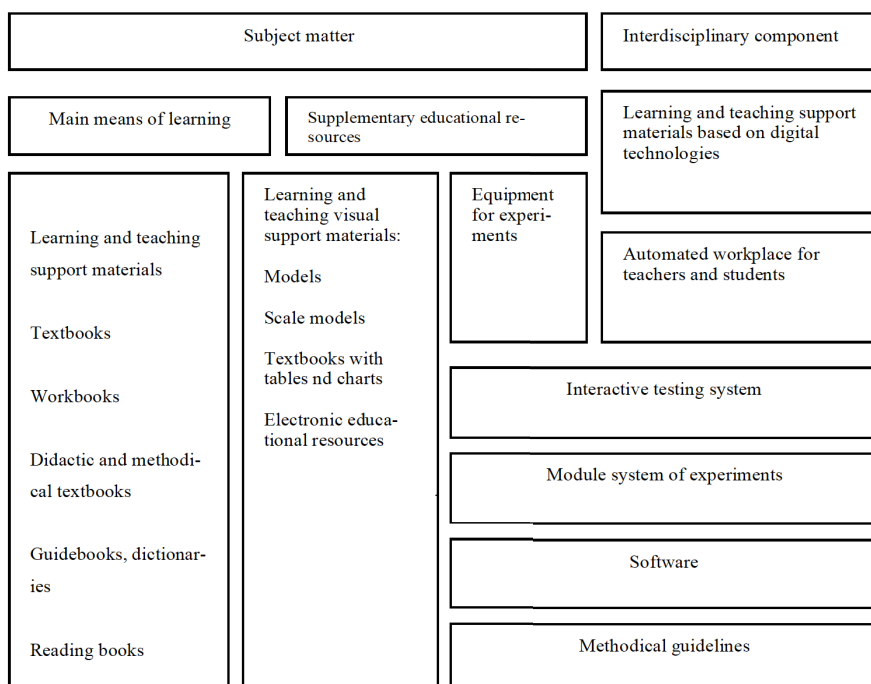 Subject matter
Interdisciplinary component
Main means of learning
Supplementary educational re-
sources
Learning and teaching support
materials based on digital
technologies
Learning and teaching
support materials
Textbooks
Workbooks
Didactic and methodi-
cal textbooks
Guidebooks, dictionar-
ies
Reading books
Learning and
teaching visual
support materials:
Models
Scale models
Textbooks with
tables nd charts
Electronic educa-
tional resources
Equipment
for experi-
ments
Automated workplace for
teachers and students
Interactive testing system
Module system of experiments
Software
Methodical guidelines